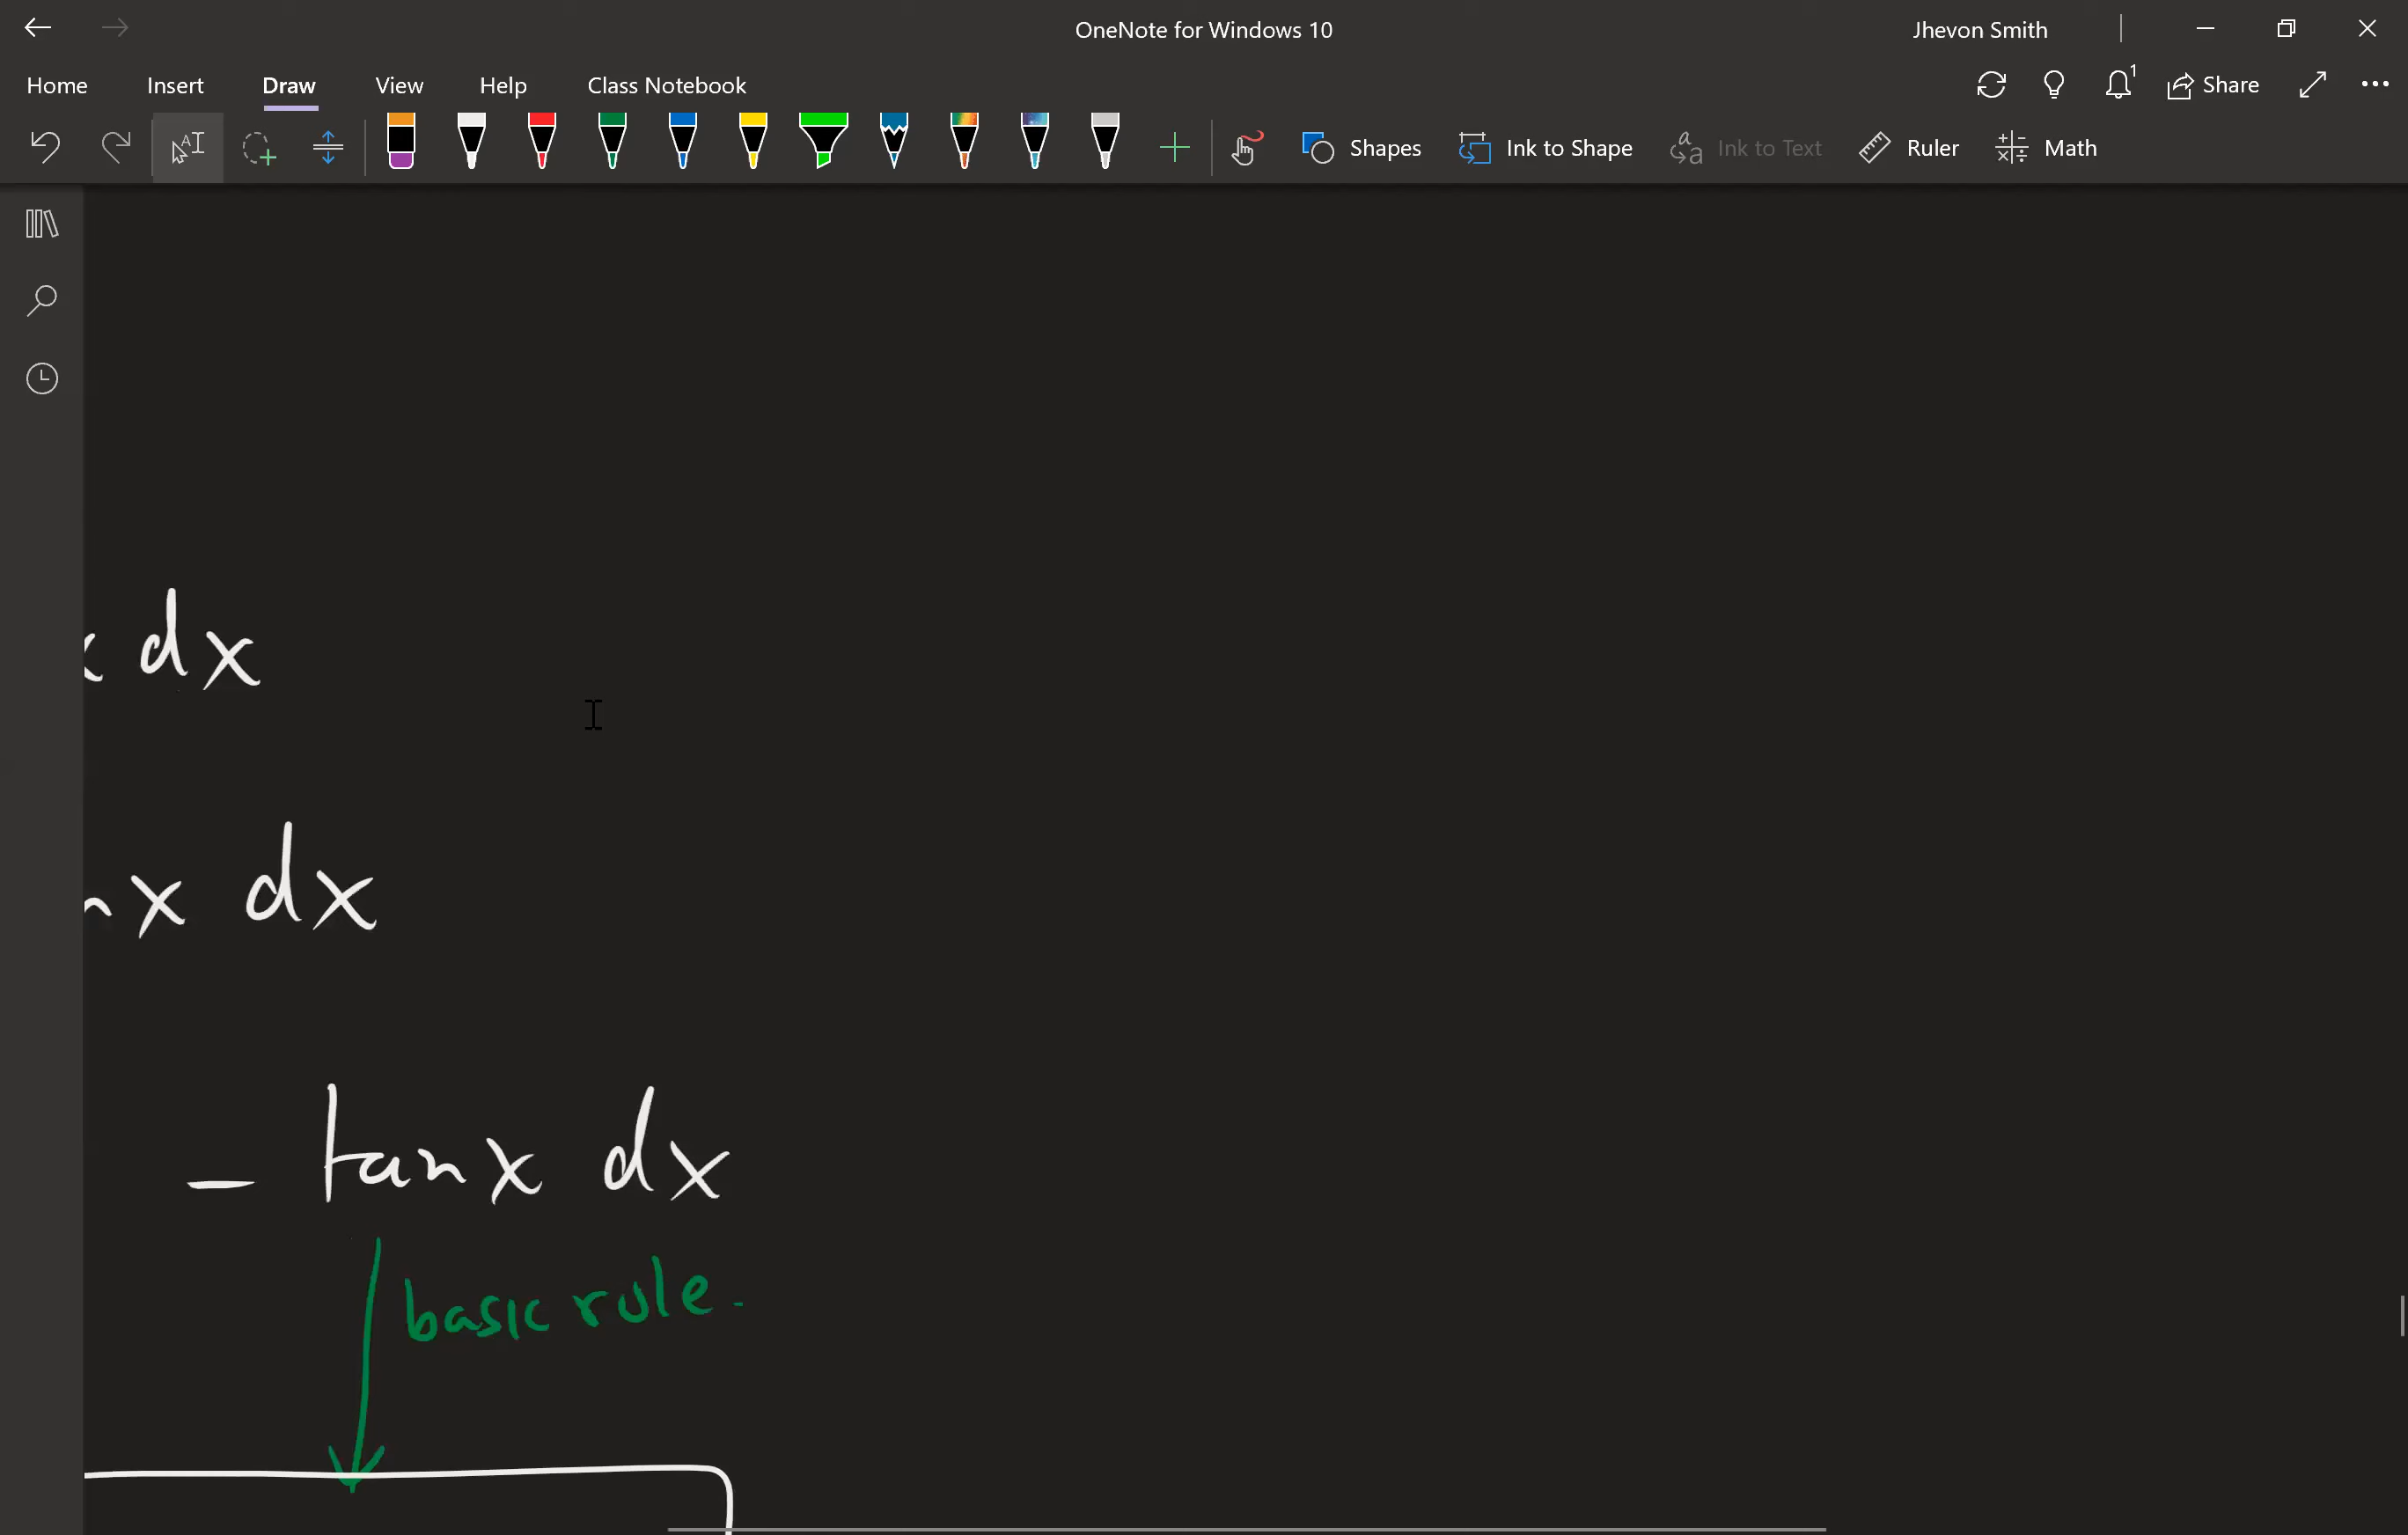 OneNote for Windows 10
Jhevon Smith
Home Insert Draw View Help Class Notebook
1
Share
Shapes Ink to Shape Ink to Text Ruler Math
dx
x dx
- tan x dx
basic rule.